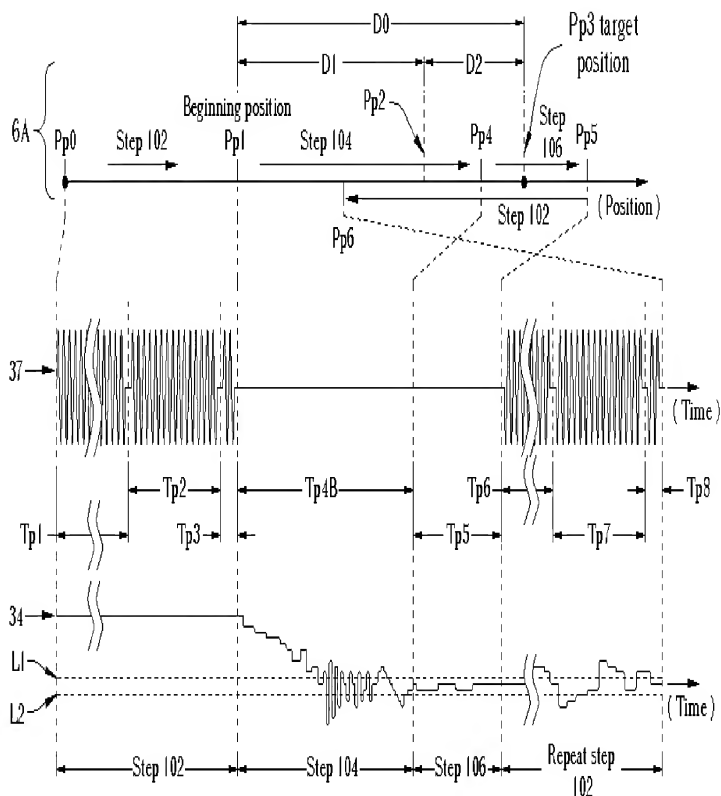 D0
D1
D2
Pp3 target
position
Beginning position
Pp2
6A
Pp0
Step 102
Pp1
Step 104
Pp4
Step
106
Pp5
Step 102
( Position )
Pp6
37
( Time )
Tp2
Tp4B
Tp6
Tp8
Tp1
Tp3
Tp5
Tp7
34
L1
L2
( Time )
Step 102
Step 104
Step 106
Repeat step
102